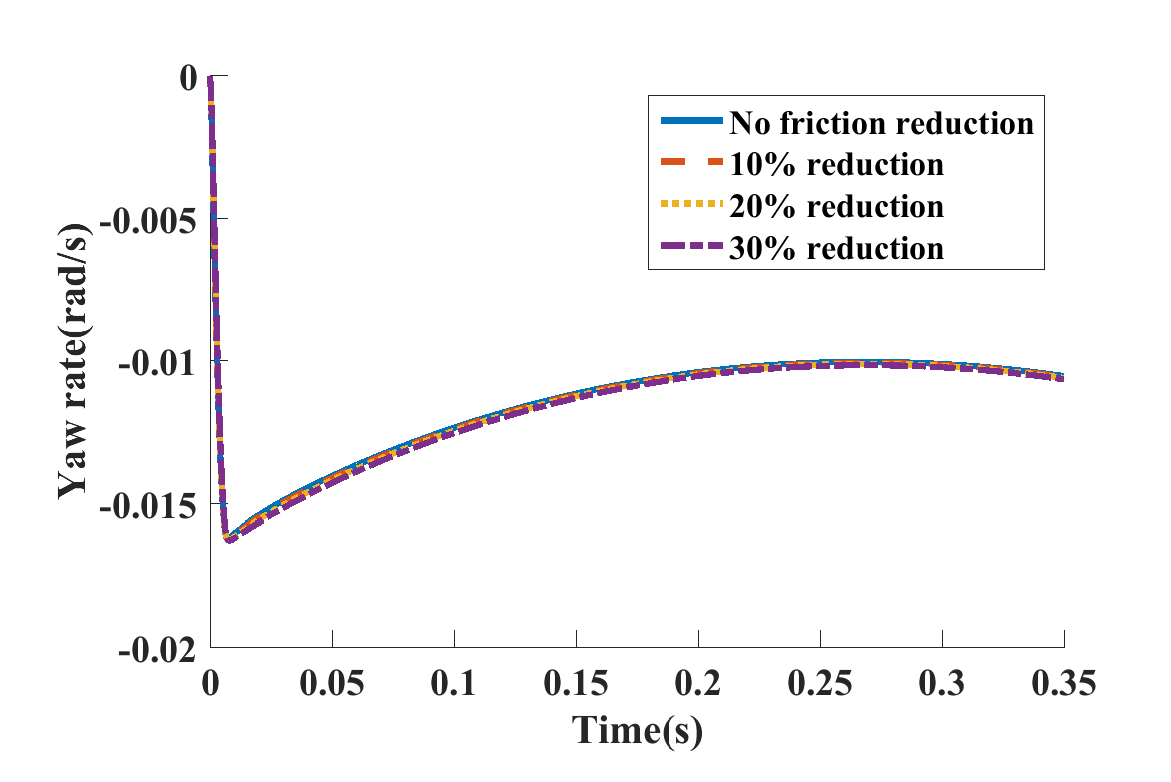 0
-0.005
-0.01
-0.015
-0.02
Yaw rate(rad/s)
No friction reduction
10% reduction
20% reduction
30% reduction
0 0.05 0.1 0.15 0.2 0.25 0.3 0.35
Time(s)